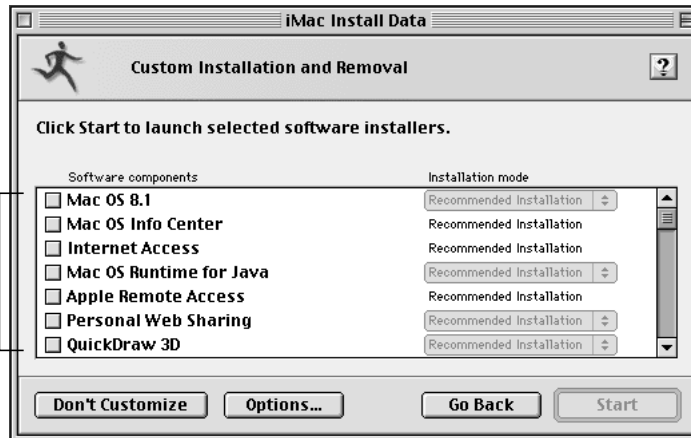 iMac Install Data
Custom Installation and Removal
?
Click Start to launch selected software installers.
Software components Installation mode
Mac OS 8.1 Recommended Installation
Mac OS Info Center Recommended Installation
Internet Access Recommended Installation
Mac OS Runtime for Java Recommended Installation
Apple Remote Access Recommended Installation
Personal Web Sharing Recommended Installation
QuickDraw 3D Recommended Installation
Don't Customize Options... Go Back Start